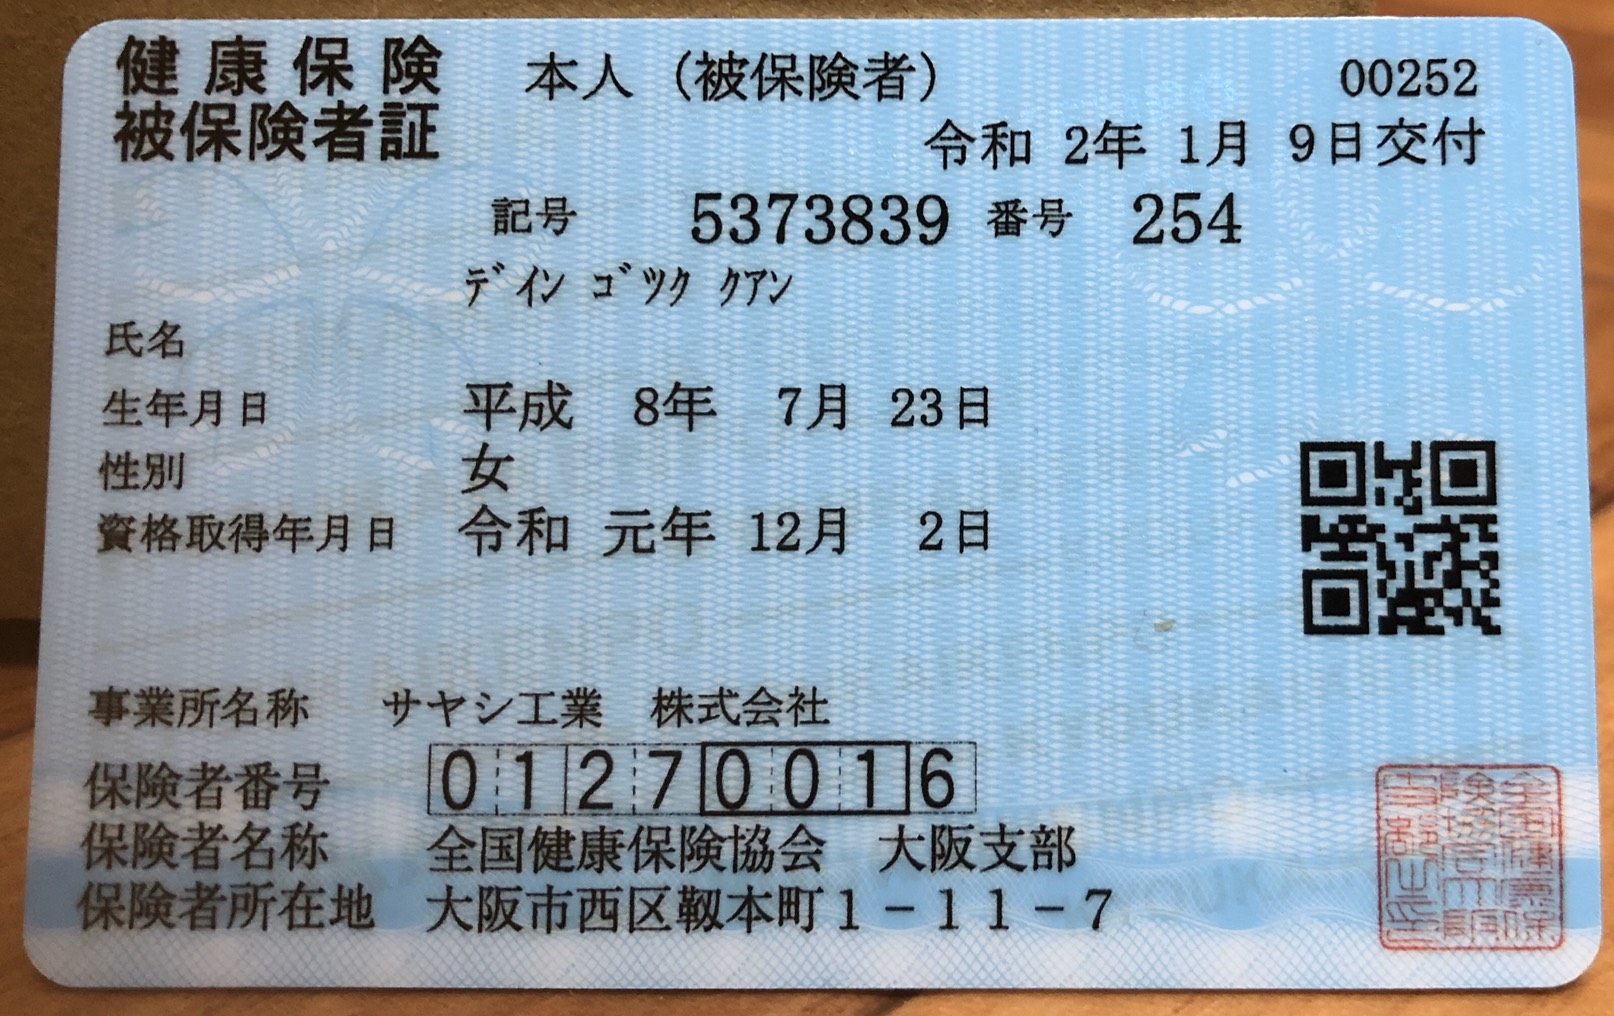 健康保険 本人（被保険者） 00252
被保険者証 令和 2年 1月 9日交付
記号 5373839 番号 254
ﾃﾞｲﾝ ｺﾞﾂｸ ｸｱﾝ
氏名
生年月日 平成 8年 7月 23日
性別 女
資格取得年月日 令和 元年 12月 2日
事業所名称 サヤシ工業 株式会社
保険者番号 01270016
保険者名称 全国健康保険協会 大阪支部
保険者所在地 大阪市西区靱本町1-11-7